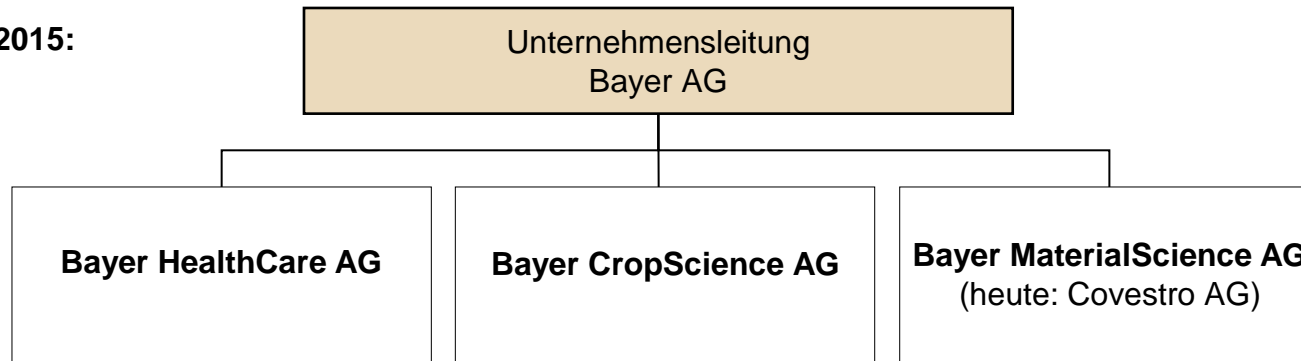 2015:
Unternehmensleitung
Bayer AG
Bayer HealthCare AG
Bayer CropScience AG
Bayer MaterialScience AG
(heute: Covestro AG)